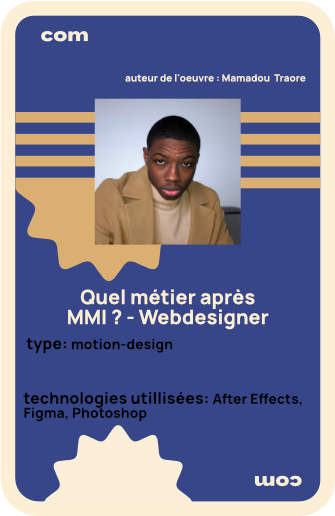 com
auteur de l'oeuvre : Mamadou Traore
Quel métier après
MMI ? - Webdesigner
type: motion-design
technologies utillisées: After Effects,
Figma, Photoshop
com